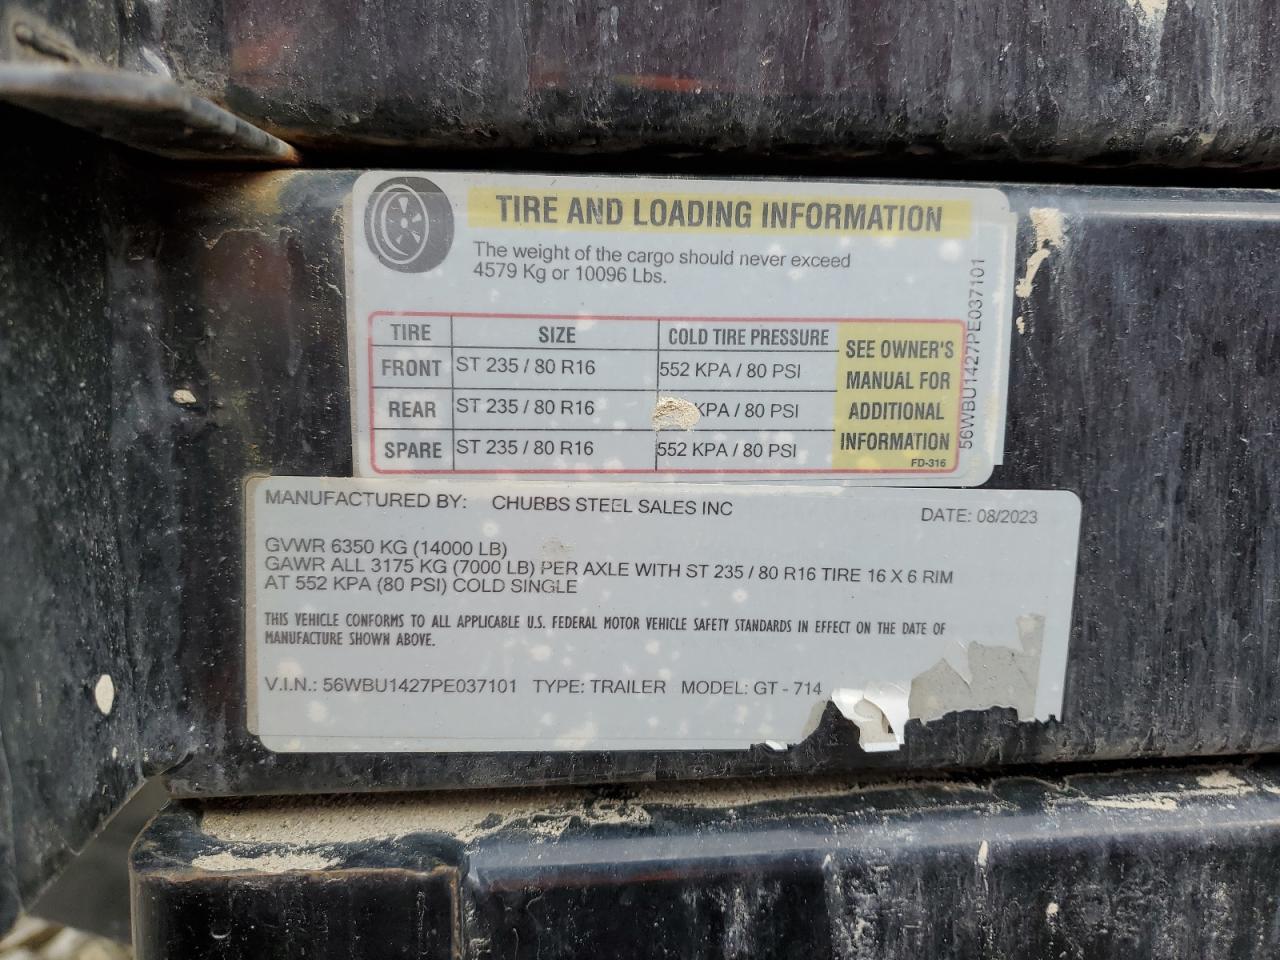 TIRE AND LOADING INFORMATION
The weight of the cargo should never exceed
4579 Kg or 10096 Lbs.
TIRE SIZE COLD TIRE PRESSURE
FRONT ST 235 / 80 R16 552 KPA / 80 PSI
REAR ST 235 / 80 R16 KPA / 80 PSI
SPARE ST 235 / 80 R16 552 KPA / 80 PSI
SEE OWNER'S
MANUAL FOR
ADDITIONAL
INFORMATION
FD-316
56WBU1427PE037101
MANUFACTURED BY: CHUBBS STEEL SALES INC
DATE: 08/2023
GVWR 6350 KG (14000 LB)
GAWR ALL 3175 KG (7000 LB) PER AXLE WITH ST 235 / 80 R16 TIRE 16 X 6 RIM
AT 552 KPA (80 PSI) COLD SINGLE
THIS VEHICLE CONFORMS TO ALL APPLICABLE U.S. FEDERAL MOTOR VEHICLE SAFETY STANDARDS IN EFFECT ON THE DATE OF
MANUFACTURE SHOWN ABOVE.
V.I.N.: 56WBU1427PE037101 TYPE: TRAILER MODEL: GT - 714